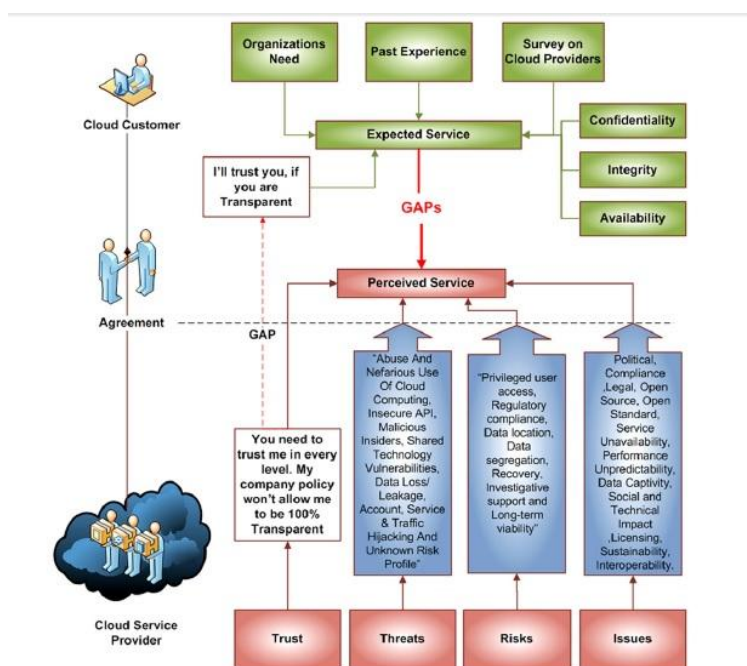 Organizations
Need
Past Experience
Survey on
Cloud Providers
Cloud Customer
Expected Service
Confidentiality
Integrity
Availability
I'll trust you, if
you are
Transparent
GAPs
Agreement
Perceived Service
GAP
You need to
trust me in every
level. My
company policy
won't allow me
to be 100%
Transparent
"Abuse And
Nefarious Use
Of Cloud
Computing,
Insecure API,
Malicious
Insiders, Shared
Technology
Vulnerabilities,
Data Loss/
Leakage,
Account, Service
& Traffic
Hijacking And
Unknown Risk
Profile"
"Privileged user
access,
Regulatory
compliance,
Data location,
Data
segregation,
Recovery,
Investigative
support and
Long-term
viability"
Political,
Compliance
,Legal, Open
Source, Open
Standard,
Service
Unavailability,
Performance
Unpredictability,
Data Captivity,
Social and
Technical
Impact
,Licensing,
Sustainability,
Interoperability.
Cloud Service
Provider
Trust
Threats
Risks
Issues